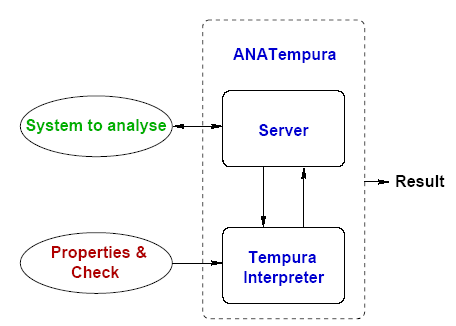 ANATempura
System to analyse
Server
Result
Properties &
Check
Tempura
Interpreter